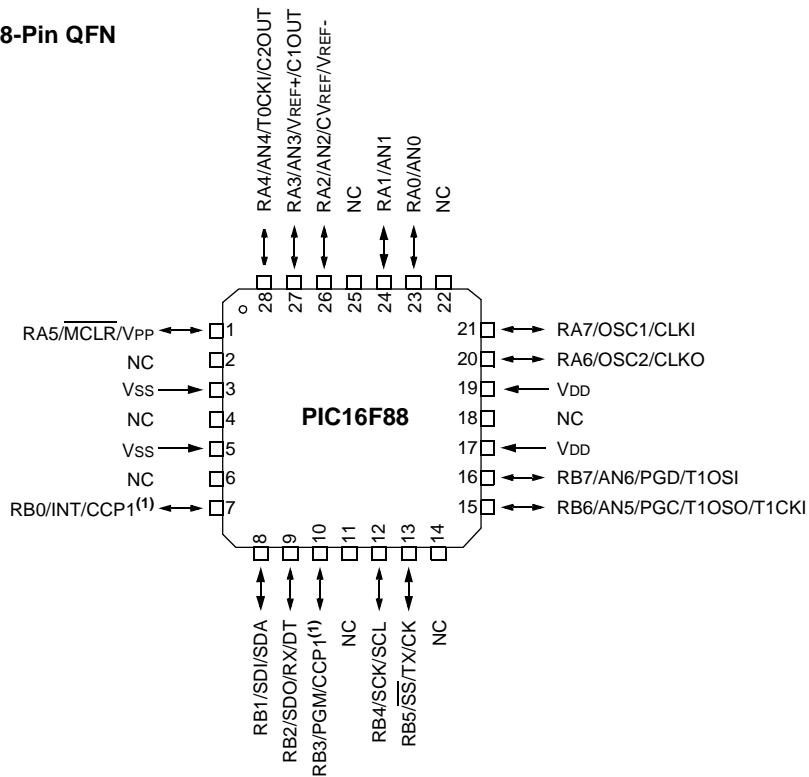 8-Pin QFN
RA4/AN4/T0CKI/C2OUT
RA3/AN3/VREF+/C1OUT
RA2/AN2/CVREF/VREF-
NC
RA1/AN1
RA0/AN0
NC
28 27 26 25 24 23 22
RA5/MCLR/VPP 1
NC 2
VSS 3
NC 4
VSS 5
NC 6
RB0/INT/CCP1(1) 7
PIC16F88
21 RA7/OSC1/CLKI
20 RA6/OSC2/CLKO
19 VDD
18 NC
17 VDD
16 RB7/AN6/PGD/T1OSI
15 RB6/AN5/PGC/T1OSO/T1CKI
8 9 10 11 12 13 14
RB1/SDI/SDA
RB2/SDO/RX/DT
RB3/PGM/CCP1(1)
NC
RB4/SCK/SCL
RB5/SS/TX/CK
NC